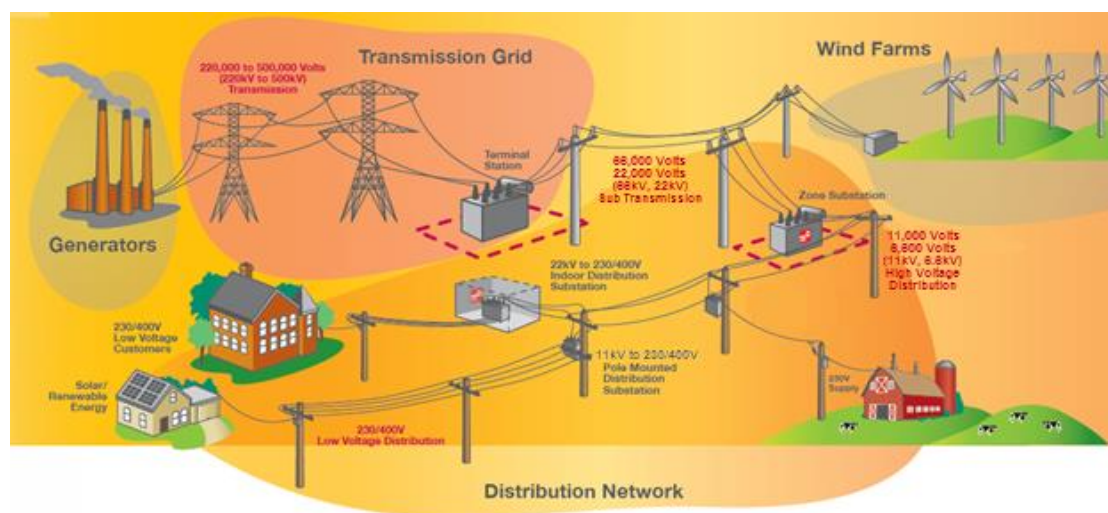 Transmission Grid
Wind Farms
220,000 to 500,000 Volts
(220kV to 500kV)
Transmission
Terminal
Station
66,000 Volts
22,000 Volts
(66kV, 22kV)
Sub Transmission
Zone Substation
Generators
11,000 Volts
6,600 Volts
(11kV, 6.6kV)
High Voltage
Distribution
22kV to 230/400V
Indoor Distribution
Substation
230/400V
Low Voltage
Customers
11kV to 230/400V
Pole Mounted
Distribution
Substation
Solar/
Renewable
Energy
230V
Supply
230/400V
Low Voltage Distribution
Distribution Network